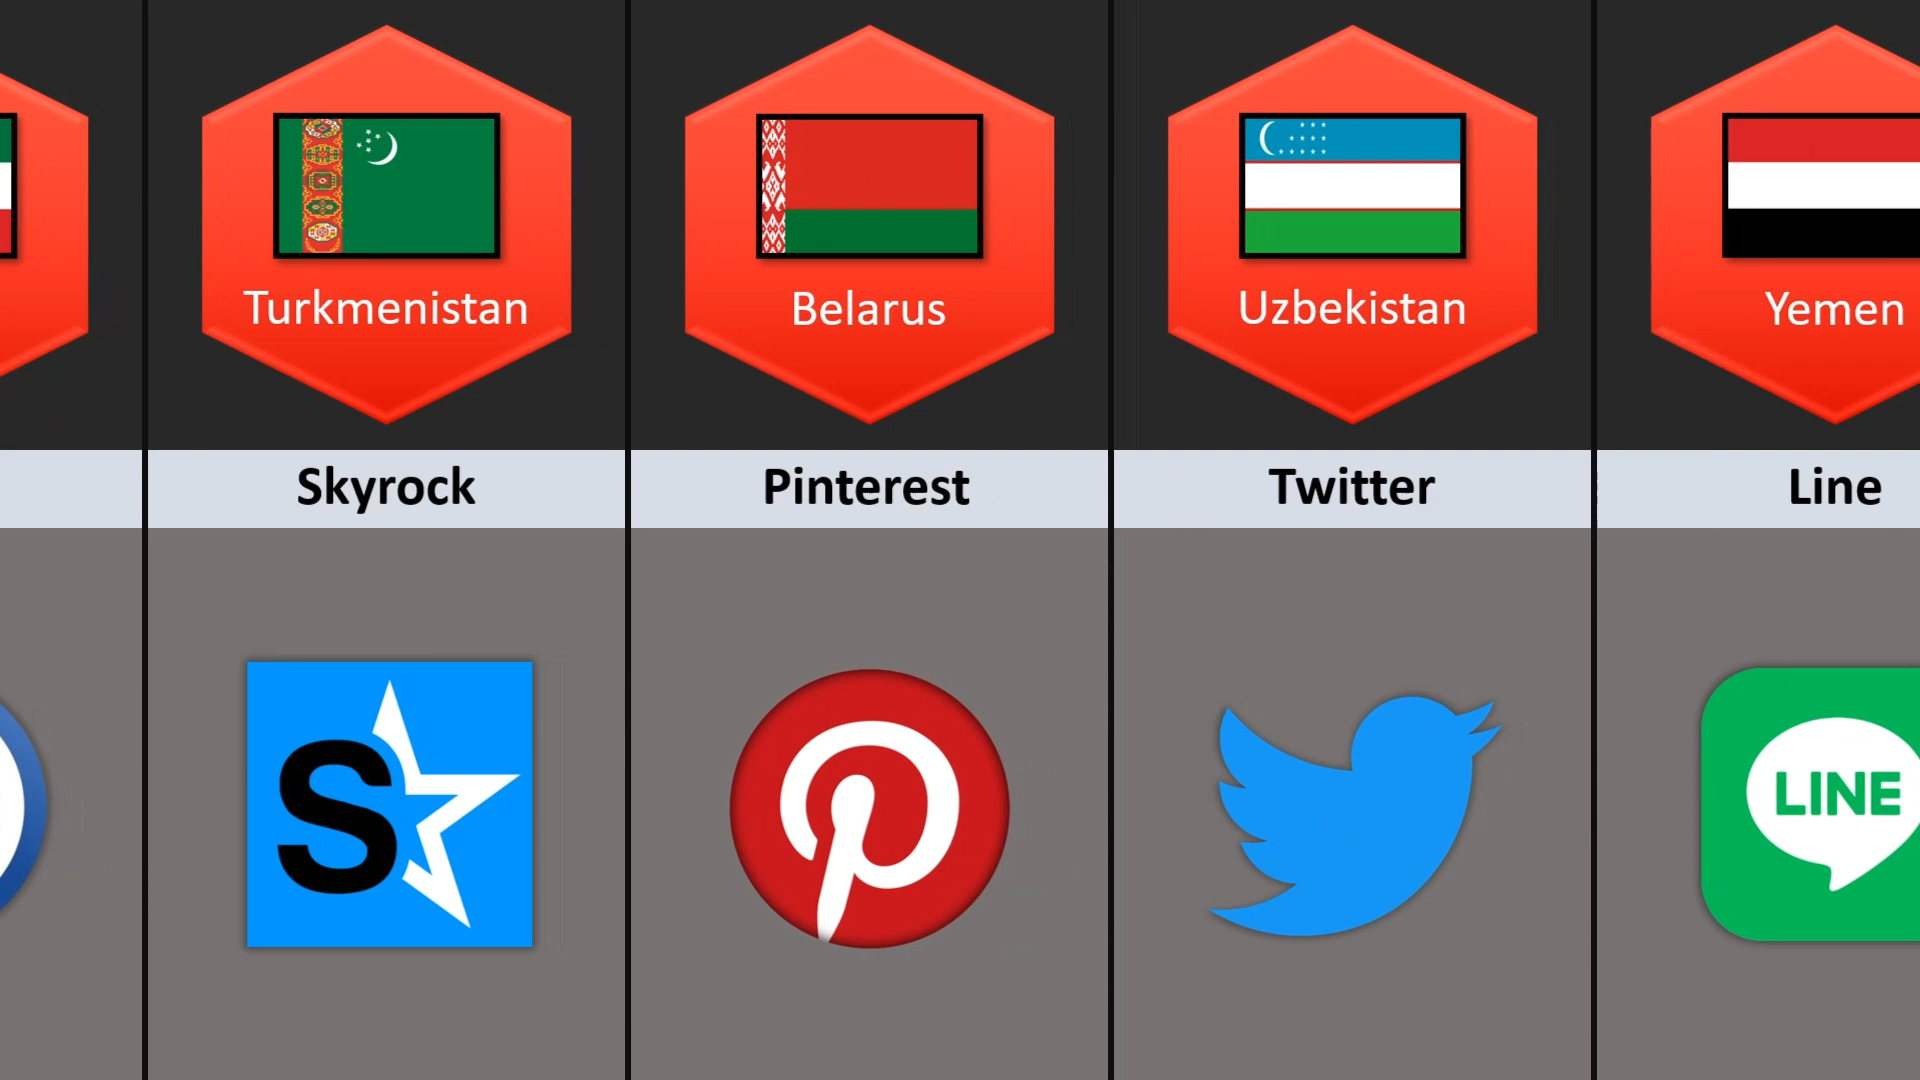 Turkmenistan
Belarus
Uzbekistan
Yemen
Skyrock
Pinterest
Twitter
Line
S
LINE